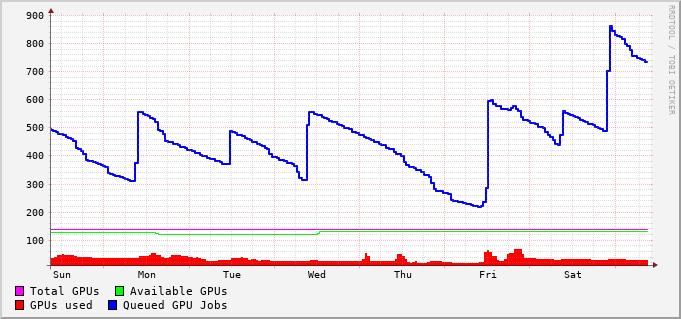 900
800
700
600
500
400
300
200
100
Sun Mon Tue Wed Thu Fri Sat
Total GPUs Available GPUs
GPUs used Queued GPU Jobs
RRDTOOL / TOBI OETIKER